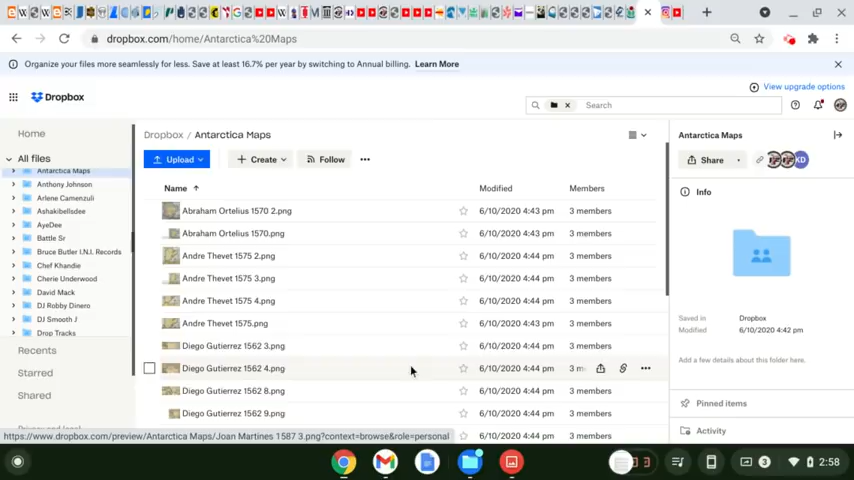 dropbox.com/home/Antarctica%20Maps
Organize your files more seamlessly for less. Save at least 16.7% per year by switching to Annual billing. Learn More
View upgrade options
Dropbox
Search
Home
All files
Antarctica Maps
Anthony Johnson
Arlene Camenzuli
Ashakibellsdee
AyeDee
Battle Sr
Bruce Butler I.N.I. Records
Chef Khandie
Cherie Underwood
David Mack
DJ Robby Dinero
DJ Smooth J
Drop Tracks
Recents
Starred
Shared
Dropbox / Antarctica Maps
Upload
Create
Follow
Name Modified Members
Abraham Ortelius 1570 2.png 6/10/2020 4:43 pm 3 members
Abraham Ortelius 1570.png 6/10/2020 4:43 pm 3 members
Andre Thevet 1575 2.png 6/10/2020 4:44 pm 3 members
Andre Thevet 1575 3.png 6/10/2020 4:44 pm 3 members
Andre Thevet 1575 4.png 6/10/2020 4:44 pm 3 members
Andre Thevet 1575.png 6/10/2020 4:43 pm 3 members
Diego Gutierrez 1562 3.png 6/10/2020 4:44 pm 3 members
Diego Gutierrez 1562 4.png 6/10/2020 4:44 pm 3 m
Diego Gutierrez 1562 8.png 6/10/2020 4:44 pm 3 members
Diego Gutierrez 1562 9.png 6/10/2020 4:44 pm 3 members
6/10/2020 4:44 pm 3 members
Antarctica Maps
Share
KD
Info
Saved in Dropbox
Modified 6/10/2020 4:42 pm
Add a few details about this folder here.
Pinned items
Activity
https://www.dropbox.com/preview/Antarctica Maps/Joan Martines 1587 3.png?context=browse&role=personal
3
2:58